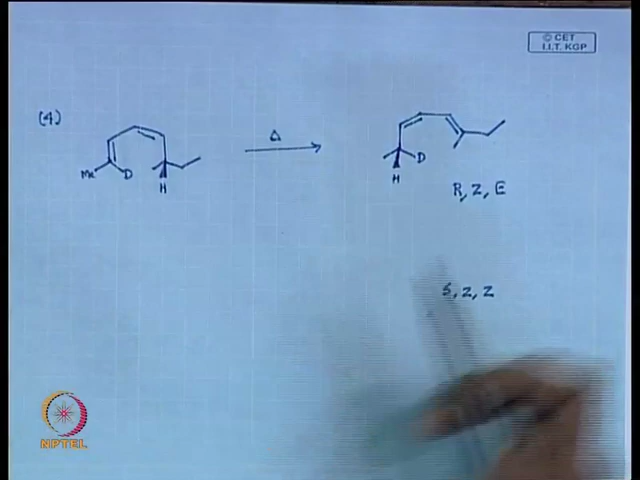 © CET
I.I.T. KGP
(4)
Δ
Me
D
H
D
H
R, Z, E
S, Z, Z
NPTEL